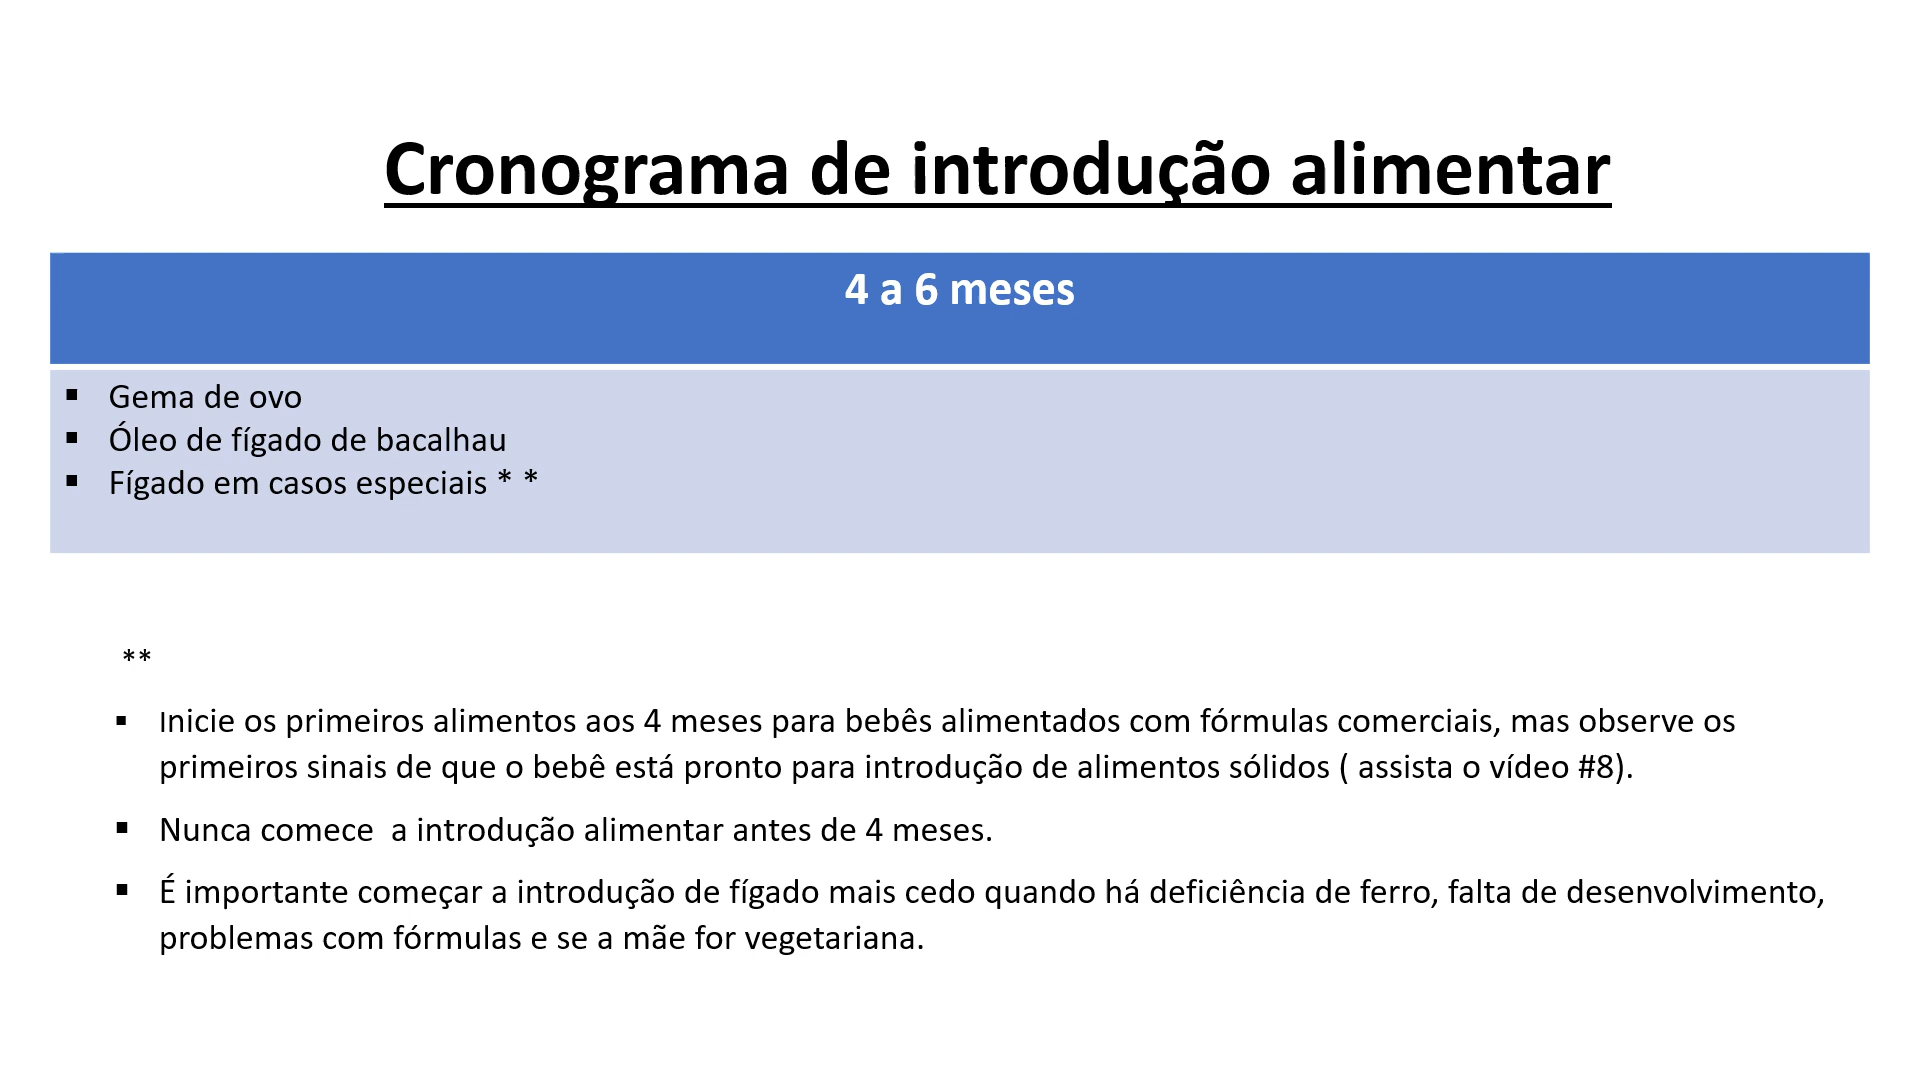 Cronograma de introdução alimentar
4 a 6 meses
▪ Gema de ovo
▪ Óleo de fígado de bacalhau
▪ Fígado em casos especiais * *
**
▪ Inicie os primeiros alimentos aos 4 meses para bebês alimentados com fórmulas comerciais, mas observe os
primeiros sinais de que o bebê está pronto para introdução de alimentos sólidos ( assista o vídeo #8).
▪ Nunca comece  a introdução alimentar antes de 4 meses.
▪ É importante começar a introdução de fígado mais cedo quando há deficiência de ferro, falta de desenvolvimento,
problemas com fórmulas e se a mãe for vegetariana.